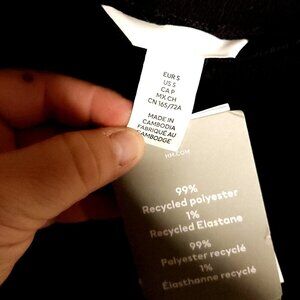 EUR S
US S
CA P
MX CH
CN 165/72A
MADE IN
CAMBODIA
FABRIQUÉ AU
CAMBODGE
HM.COM
99%
Recycled polyester
1%
Recycled Elastane
99%
Polyester recyclé
1%
Élasthanne recyclé